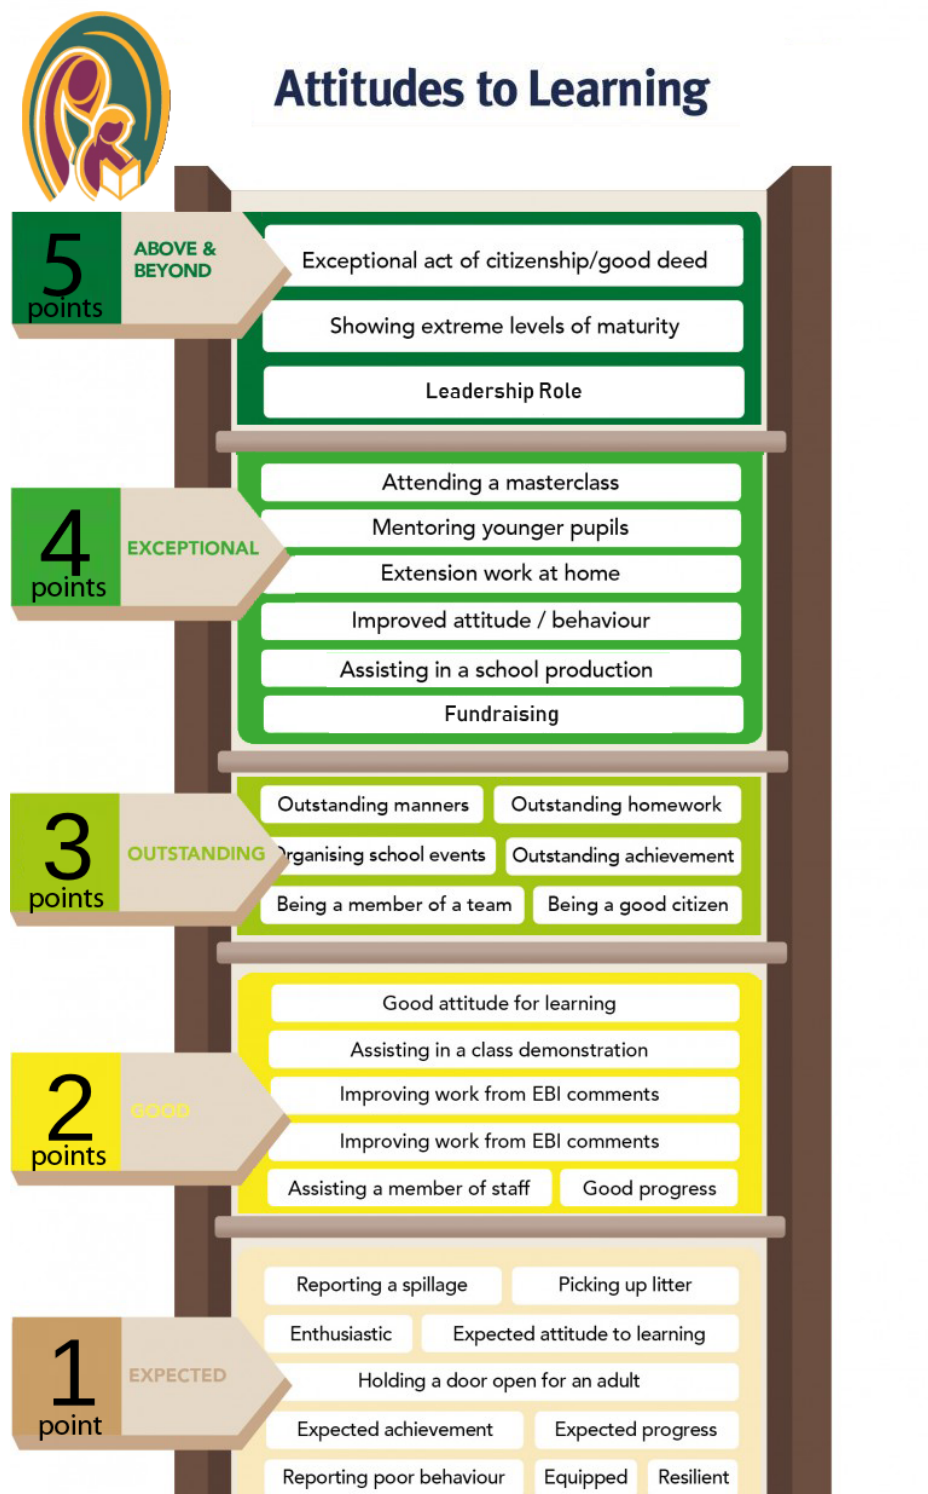 Attitudes to Learning
5
points
ABOVE &
BEYOND
Exceptional act of citizenship/good deed
Showing extreme levels of maturity
Leadership Role
4
points
EXCEPTIONAL
Attending a masterclass
Mentoring younger pupils
Extension work at home
Improved attitude / behaviour
Assisting in a school production
Fundraising
3
points
OUTSTANDING
Outstanding manners
Outstanding homework
Organising school events
Outstanding achievement
Being a member of a team
Being a good citizen
2
points
GOOD
Good attitude for learning
Assisting in a class demonstration
Improving work from EBI comments
Improving work from EBI comments
Assisting a member of staff
Good progress
1
point
EXPECTED
Reporting a spillage
Picking up litter
Enthusiastic
Expected attitude to learning
Holding a door open for an adult
Expected achievement
Expected progress
Reporting poor behaviour
Equipped
Resilient